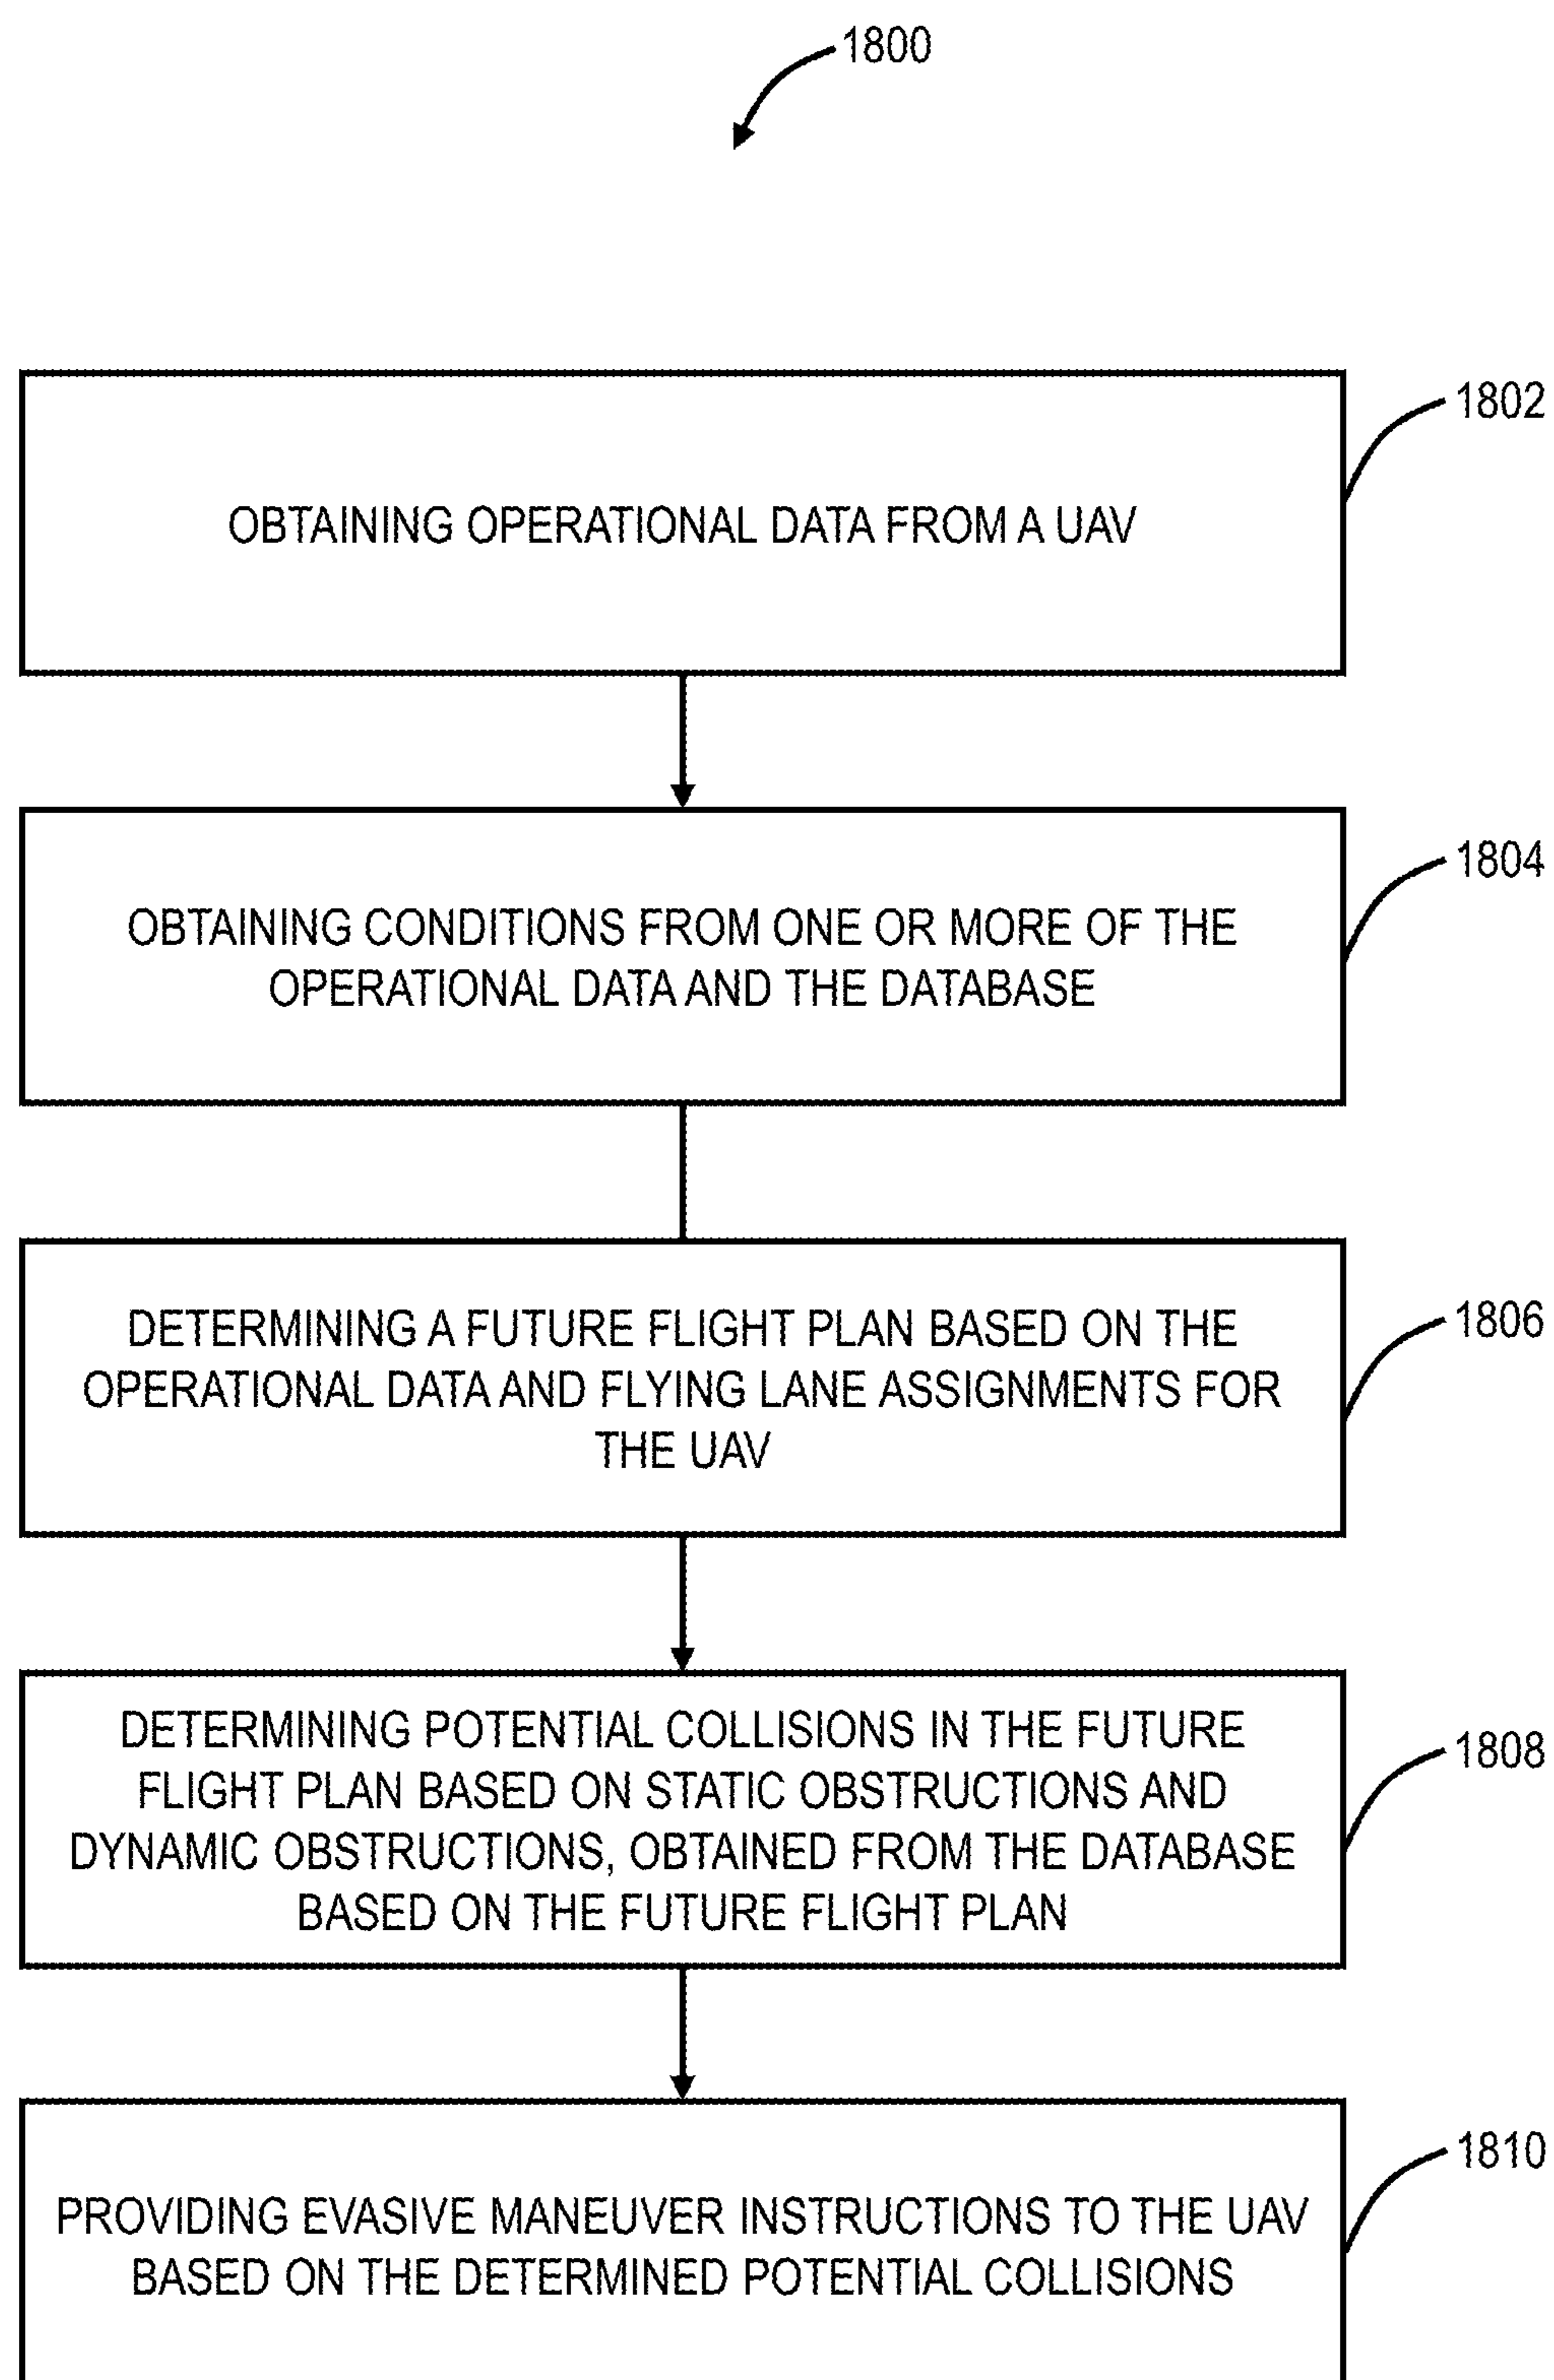 1800
1802
OBTAINING OPERATIONAL DATA FROM A UAV
1804
OBTAINING CONDITIONS FROM ONE OR MORE OF THE
OPERATIONAL DATA AND THE DATABASE
1806
DETERMINING A FUTURE FLIGHT PLAN BASED ON THE
OPERATIONAL DATA AND FLYING LANE ASSIGNMENTS FOR
THE UAV
1808
DETERMINING POTENTIAL COLLISIONS IN THE FUTURE
FLIGHT PLAN BASED ON STATIC OBSTRUCTIONS AND
DYNAMIC OBSTRUCTIONS, OBTAINED FROM THE DATABASE
BASED ON THE FUTURE FLIGHT PLAN
1810
PROVIDING EVASIVE MANEUVER INSTRUCTIONS TO THE UAV
BASED ON THE DETERMINED POTENTIAL COLLISIONS